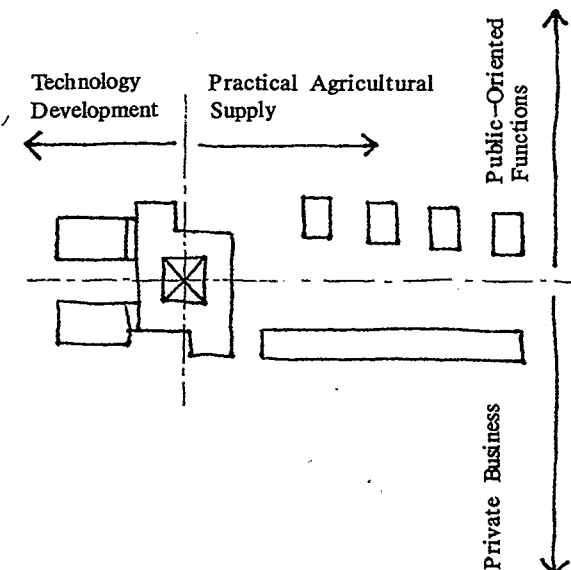 Technology
Development
Practical Agricultural
Supply
Public-Oriented
Functions
Private Business